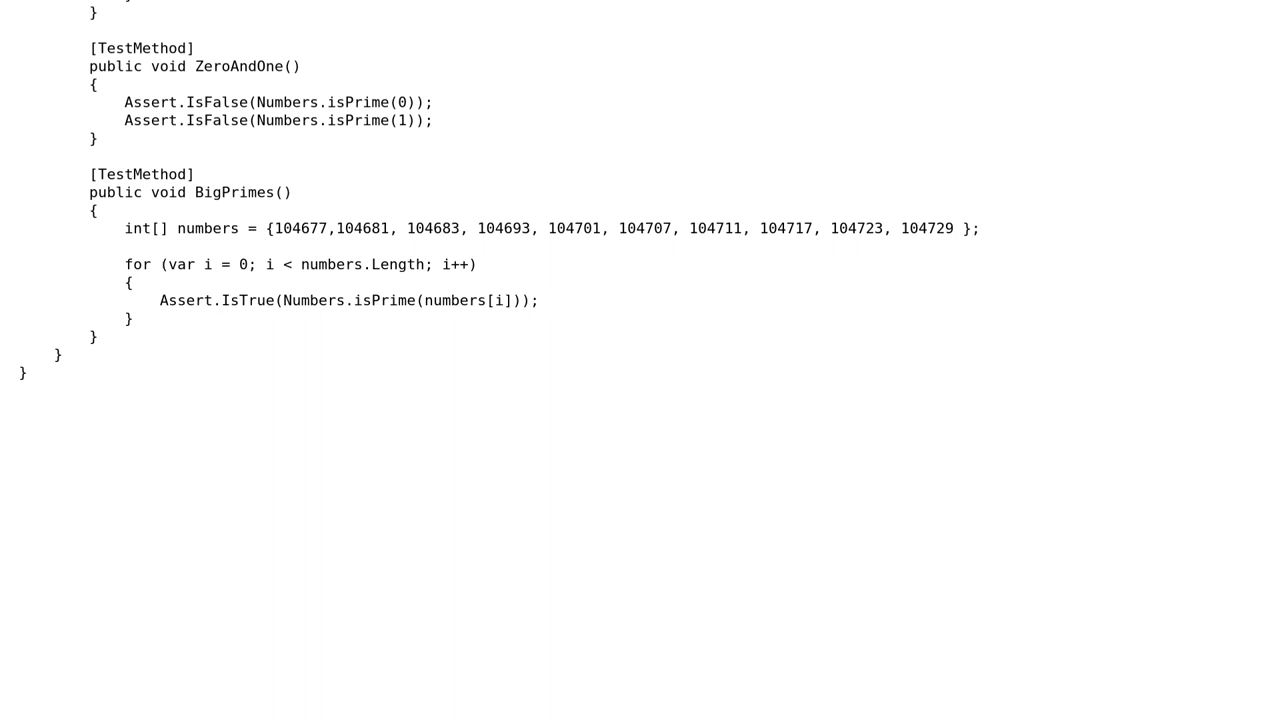 }
[TestMethod]
public void ZeroAndOne()
{
Assert.IsFalse(Numbers.isPrime(0));
Assert.IsFalse(Numbers.isPrime(1));
}
[TestMethod]
public void BigPrimes()
{
int[] numbers = {104677,104681, 104683, 104693, 104701, 104707, 104711, 104717, 104723, 104729 };
for (var i = 0; i < numbers.Length; i++)
{
Assert.IsTrue(Numbers.isPrime(numbers[i]));
}
}
}
}